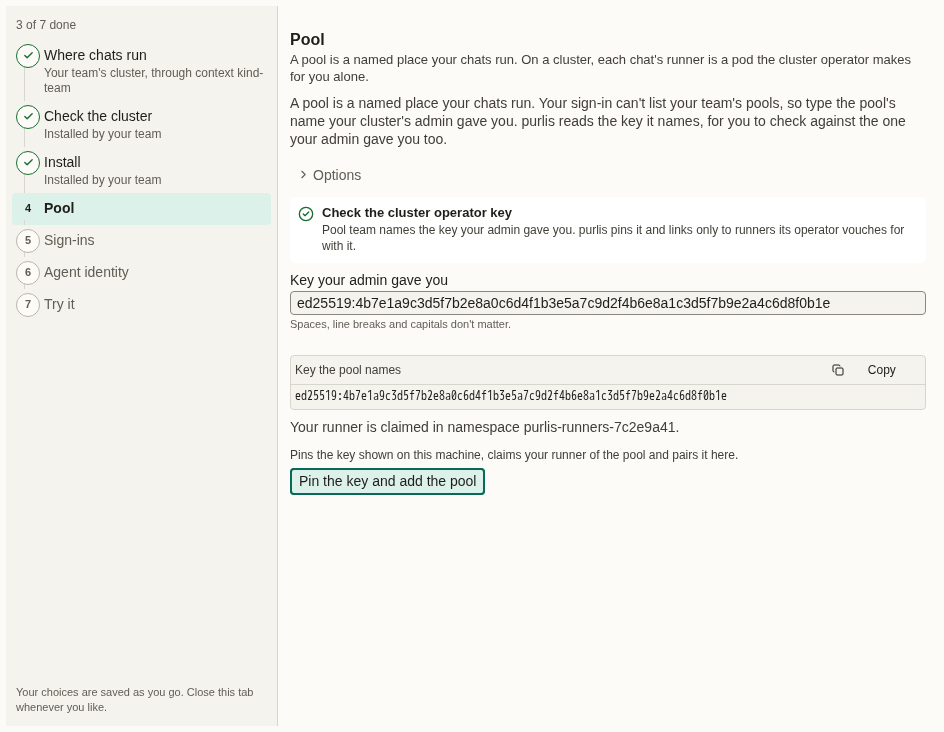 3 of 7 done
Where chats run
Your team's cluster, through context kind-
team
Check the cluster
Installed by your team
Install
Installed by your team
4 Pool
5 Sign-ins
6 Agent identity
7 Try it
Your choices are saved as you go. Close this tab
whenever you like.
Pool
A pool is a named place your chats run. On a cluster, each chat's runner is a pod the cluster operator makes
for you alone.
A pool is a named place your chats run. Your sign-in can't list your team's pools, so type the pool's
name your cluster's admin gave you. purlis reads the key it names, for you to check against the one
your admin gave you too.
Options
Check the cluster operator key
Pool team names the key your admin gave you. purlis pins it and links only to runners its operator vouches for
with it.
Key your admin gave you
ed25519:4b7e1a9c3d5f7b2e8a0c6d4f1b3e5a7c9d2f4b6e8a1c3d5f7b9e2a4c6d8f0b1e
Spaces, line breaks and capitals don't matter.
Key the pool names
Copy
ed25519:4b7e1a9c3d5f7b2e8a0c6d4f1b3e5a7c9d2f4b6e8a1c3d5f7b9e2a4c6d8f0b1e
Your runner is claimed in namespace purlis-runners-7c2e9a41.
Pins the key shown on this machine, claims your runner of the pool and pairs it here.
Pin the key and add the pool